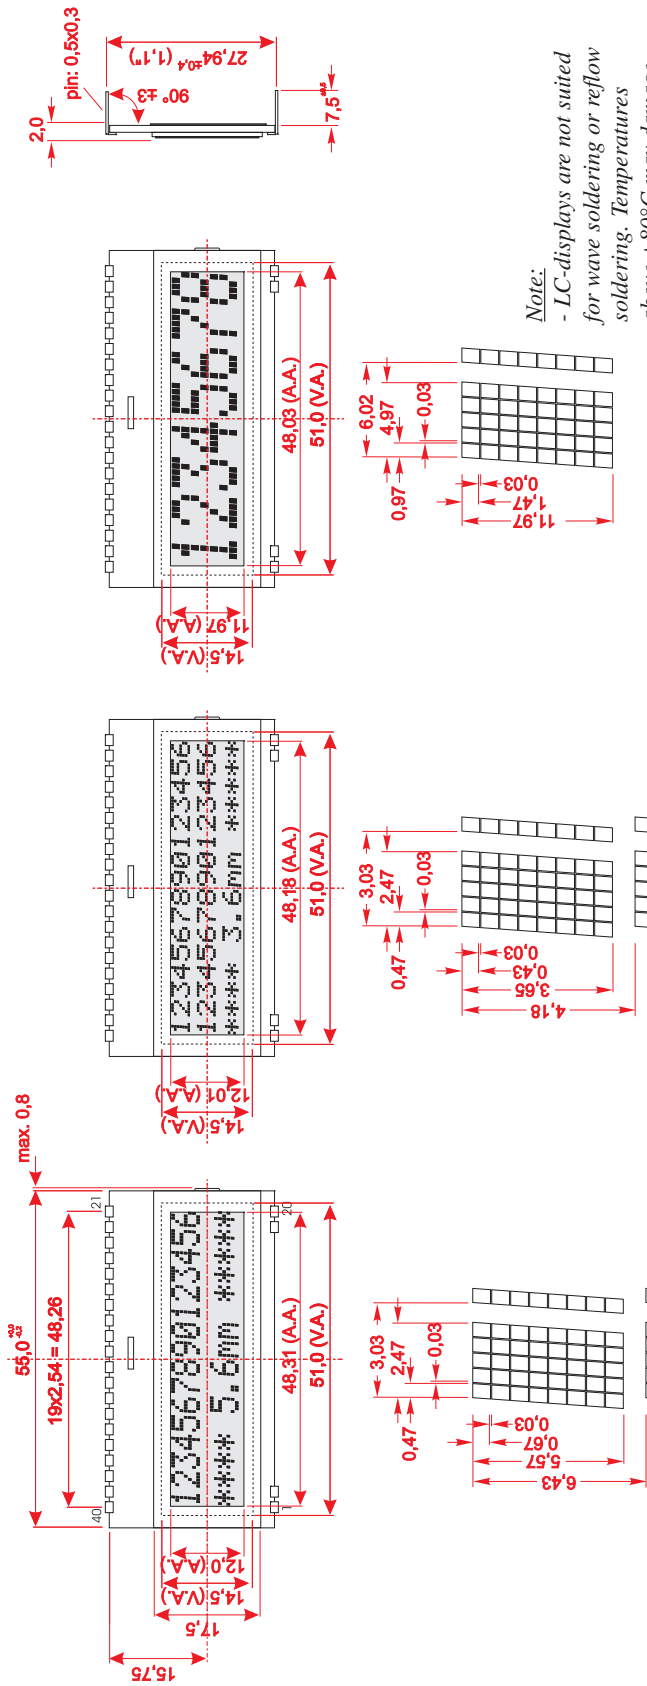 max. 0,8
55,0 +0,0 -0,2
19x2,54 = 48,26
40
21
1
20
1234567890123456
**** 5.6mm ****
48,31 (A.A.)
51,0 (V.A.)
12,0 (A.A.)
14,5 (V.A.)
17,5
15,75
3,03
2,47
0,03
0,47
0,03
0,67
5,57
6,43
1234567890123456
1234567890123456
**** 3.6mm ****
48,18 (A.A.)
51,0 (V.A.)
12,01 (A.A.)
14,5 (V.A.)
3,03
2,47
0,03
0,47
0,03
0,43
3,65
4,18
12345678
48,03 (A.A.)
51,0 (V.A.)
11,97 (A.A.)
14,5 (V.A.)
6,02
4,97
0,03
0,97
0,03
1,47
11,97
2,0
pin: 0,5x0,3
90° ±3
27,94 ±0,4 (1,1")
7,5 ±0,5
Note:
- LC-displays are not suited
for wave soldering or reflow
soldering. Temperatures